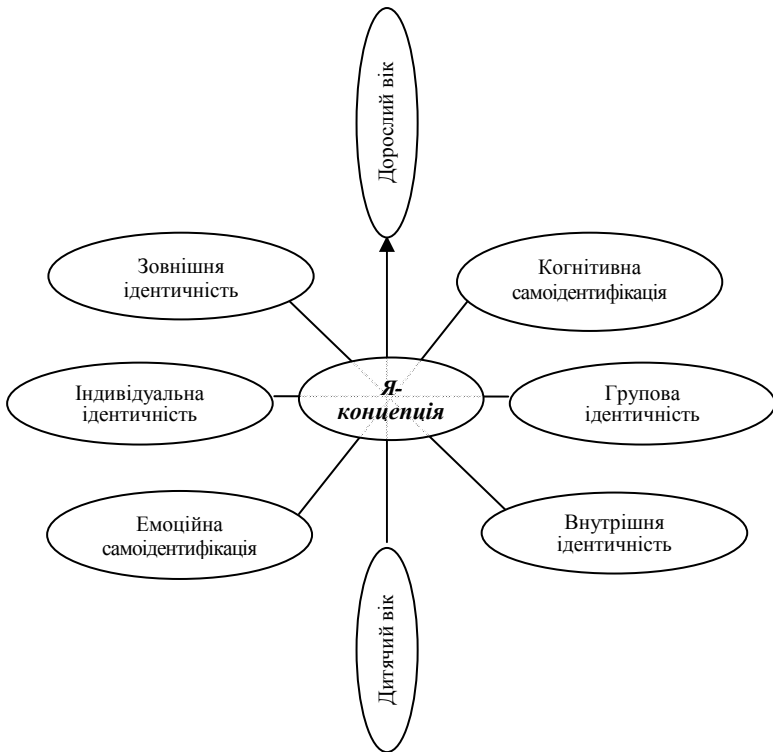 Дорослий вік
Зовнішня
ідентичність
Когнітивна
самоідентифікація
Індивідуальна
ідентичність
Я-
концепція
Групова
ідентичність
Емоційна
самоідентифікація
Внутрішня
ідентичність
Дитячий вік